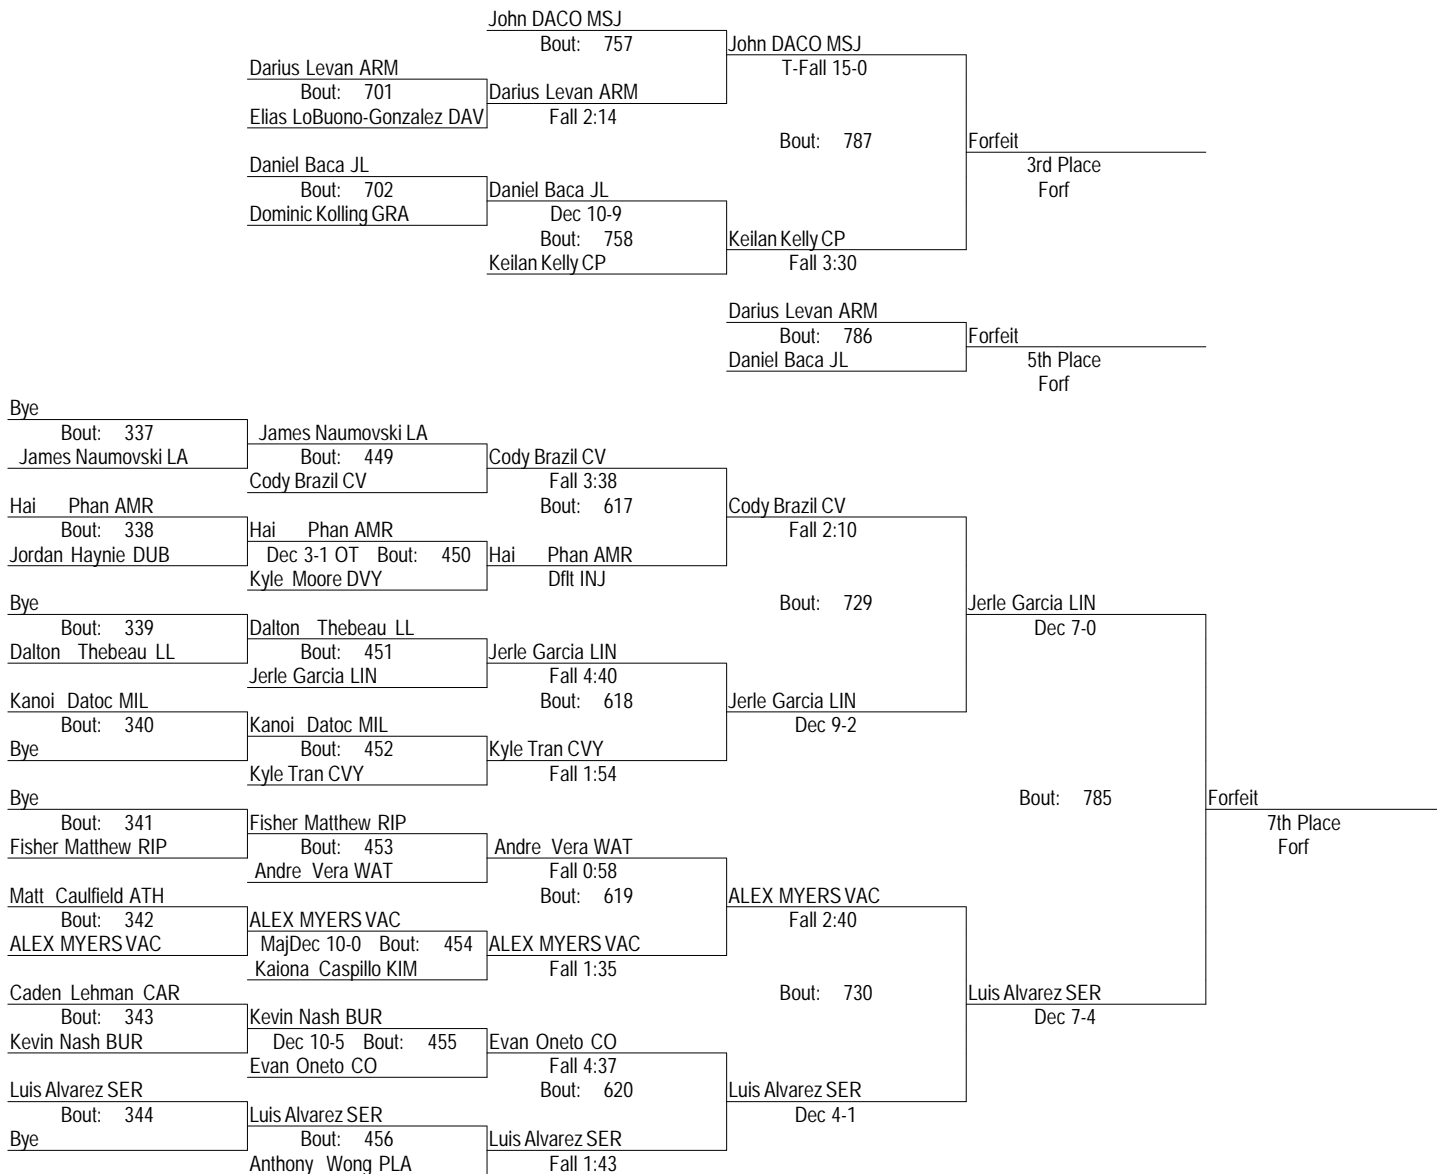 John DACO MSJ
Bout: 757
John DACO MSJ
T-Fall 15-0
Darius Levan ARM
Bout: 701
Elias LoBuono-Gonzalez DAV
Darius Levan ARM
Fall 2:14
Bout: 787
Forfeit
3rd Place
Forf
Daniel Baca JL
Bout: 702
Dominic Kolling GRA
Daniel Baca JL
Dec 10-9
Bout: 758
Keilan Kelly CP
Keilan Kelly CP
Fall 3:30
Darius Levan ARM
Bout: 786
Daniel Baca JL
Forfeit
5th Place
Forf
Bye
Bout: 337
James Naumovski LA
James Naumovski LA
Bout: 449
Cody Brazil CV
Cody Brazil CV
Fall 3:38
Bout: 617
Hai Phan AMR
Bout: 338
Jordan Haynie DUB
Hai Phan AMR
Dec 3-1 OT Bout: 450
Kyle Moore DVY
Hai Phan AMR
Dflt INJ
Cody Brazil CV
Fall 2:10
Bout: 729
Bye
Bout: 339
Dalton Thebeau LL
Dalton Thebeau LL
Bout: 451
Jerle Garcia LIN
Jerle Garcia LIN
Fall 4:40
Bout: 618
Kanoi Datoc MIL
Bout: 340
Bye
Kanoi Datoc MIL
Bout: 452
Kyle Tran CVY
Kyle Tran CVY
Fall 1:54
Jerle Garcia LIN
Dec 9-2
Jerle Garcia LIN
Dec 7-0
Bout: 785
Forfeit
7th Place
Forf
Bye
Bout: 341
Fisher Matthew RIP
Fisher Matthew RIP
Bout: 453
Andre Vera WAT
Andre Vera WAT
Fall 0:58
Bout: 619
Matt Caulfield ATH
Bout: 342
ALEX MYERS VAC
ALEX MYERS VAC
MajDec 10-0 Bout: 454
Kaiona Caspillo KIM
ALEX MYERS VAC
Fall 1:35
ALEX MYERS VAC
Fall 2:40
Bout: 730
Caden Lehman CAR
Bout: 343
Kevin Nash BUR
Kevin Nash BUR
Dec 10-5 Bout: 455
Evan Oneto CO
Evan Oneto CO
Fall 4:37
Bout: 620
Luis Alvarez SER
Bout: 344
Bye
Luis Alvarez SER
Bout: 456
Anthony Wong PLA
Luis Alvarez SER
Fall 1:43
Luis Alvarez SER
Dec 4-1
Luis Alvarez SER
Dec 7-4